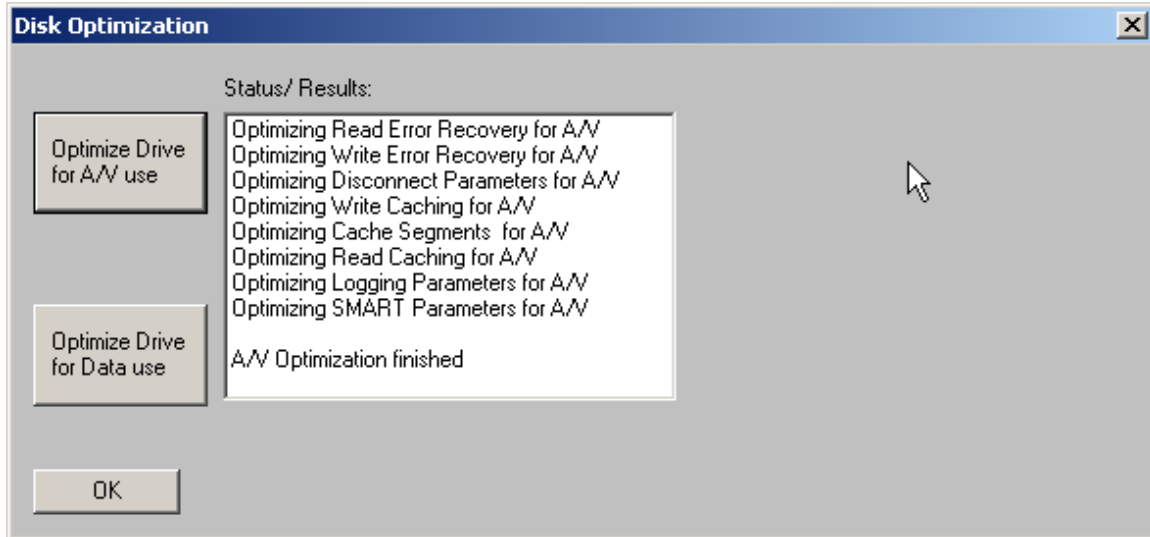 Disk Optimization
Status/ Results:
Optimize Drive
for A/V use
Optimizing Read Error Recovery for A/V
Optimizing Write Error Recovery for A/V
Optimizing Disconnect Parameters for A/V
Optimizing Write Caching for A/V
Optimizing Cache Segments  for A/V
Optimizing Read Caching for A/V
Optimizing Logging Parameters for A/V
Optimizing SMART Parameters for A/V
A/V Optimization finished
Optimize Drive
for Data use
OK